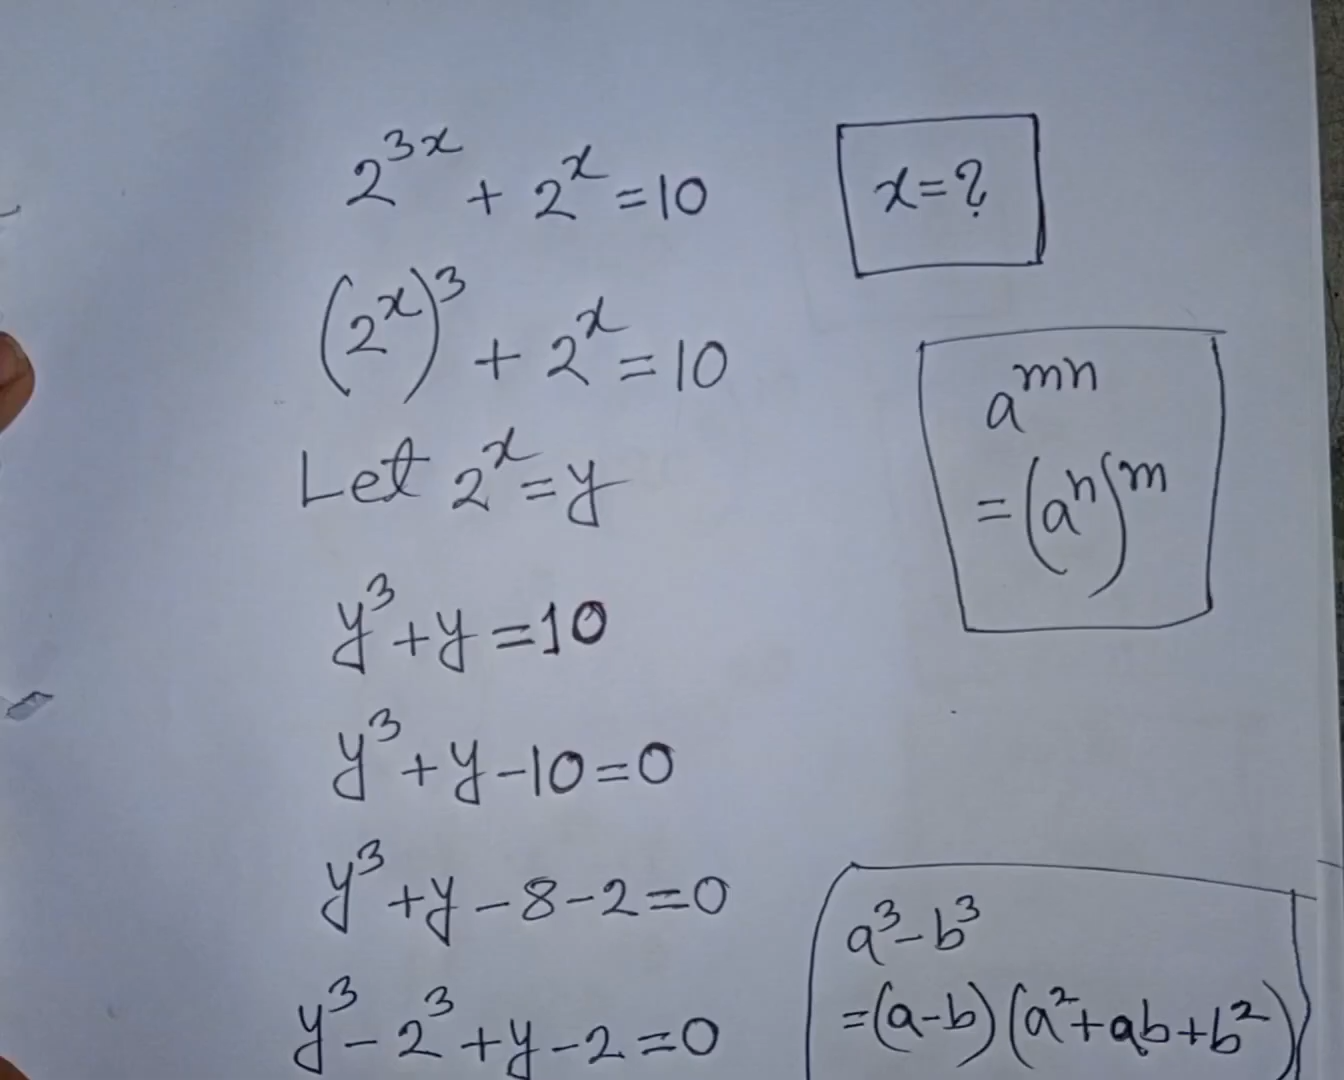 2^{3x} + 2^x = 10
x = ?
(2^x)^3 + 2^x = 10
Let 2^x = y
a^{mn}
= (a^n)^m
y^3 + y = 10
y^3 + y - 10 = 0
y^3 + y - 8 - 2 = 0
y^3 - 2^3 + y - 2 = 0
a^3 - b^3
= (a-b) (a^2 + ab + b^2)